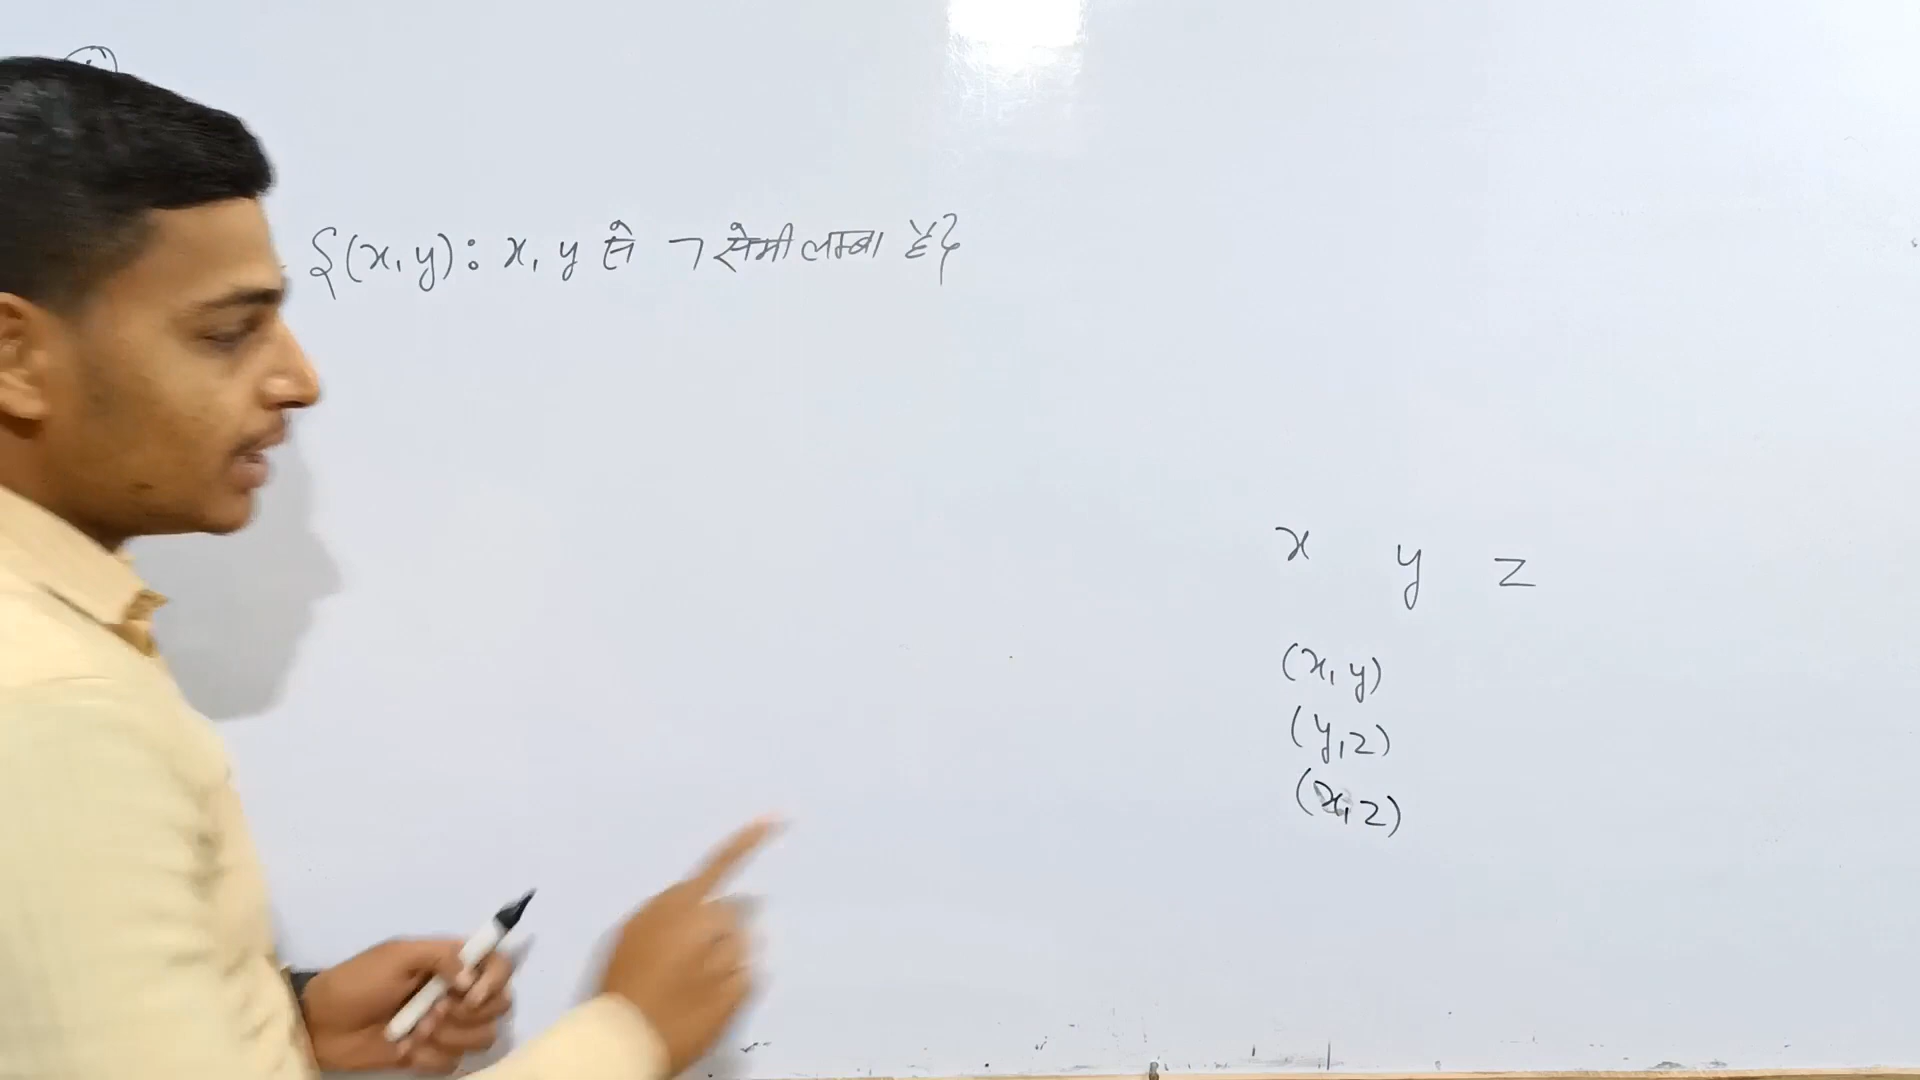 {(x, y) : x, y से 7 सेमी लम्बा है}
x y z
(x, y)
(y, z)
(x, z)